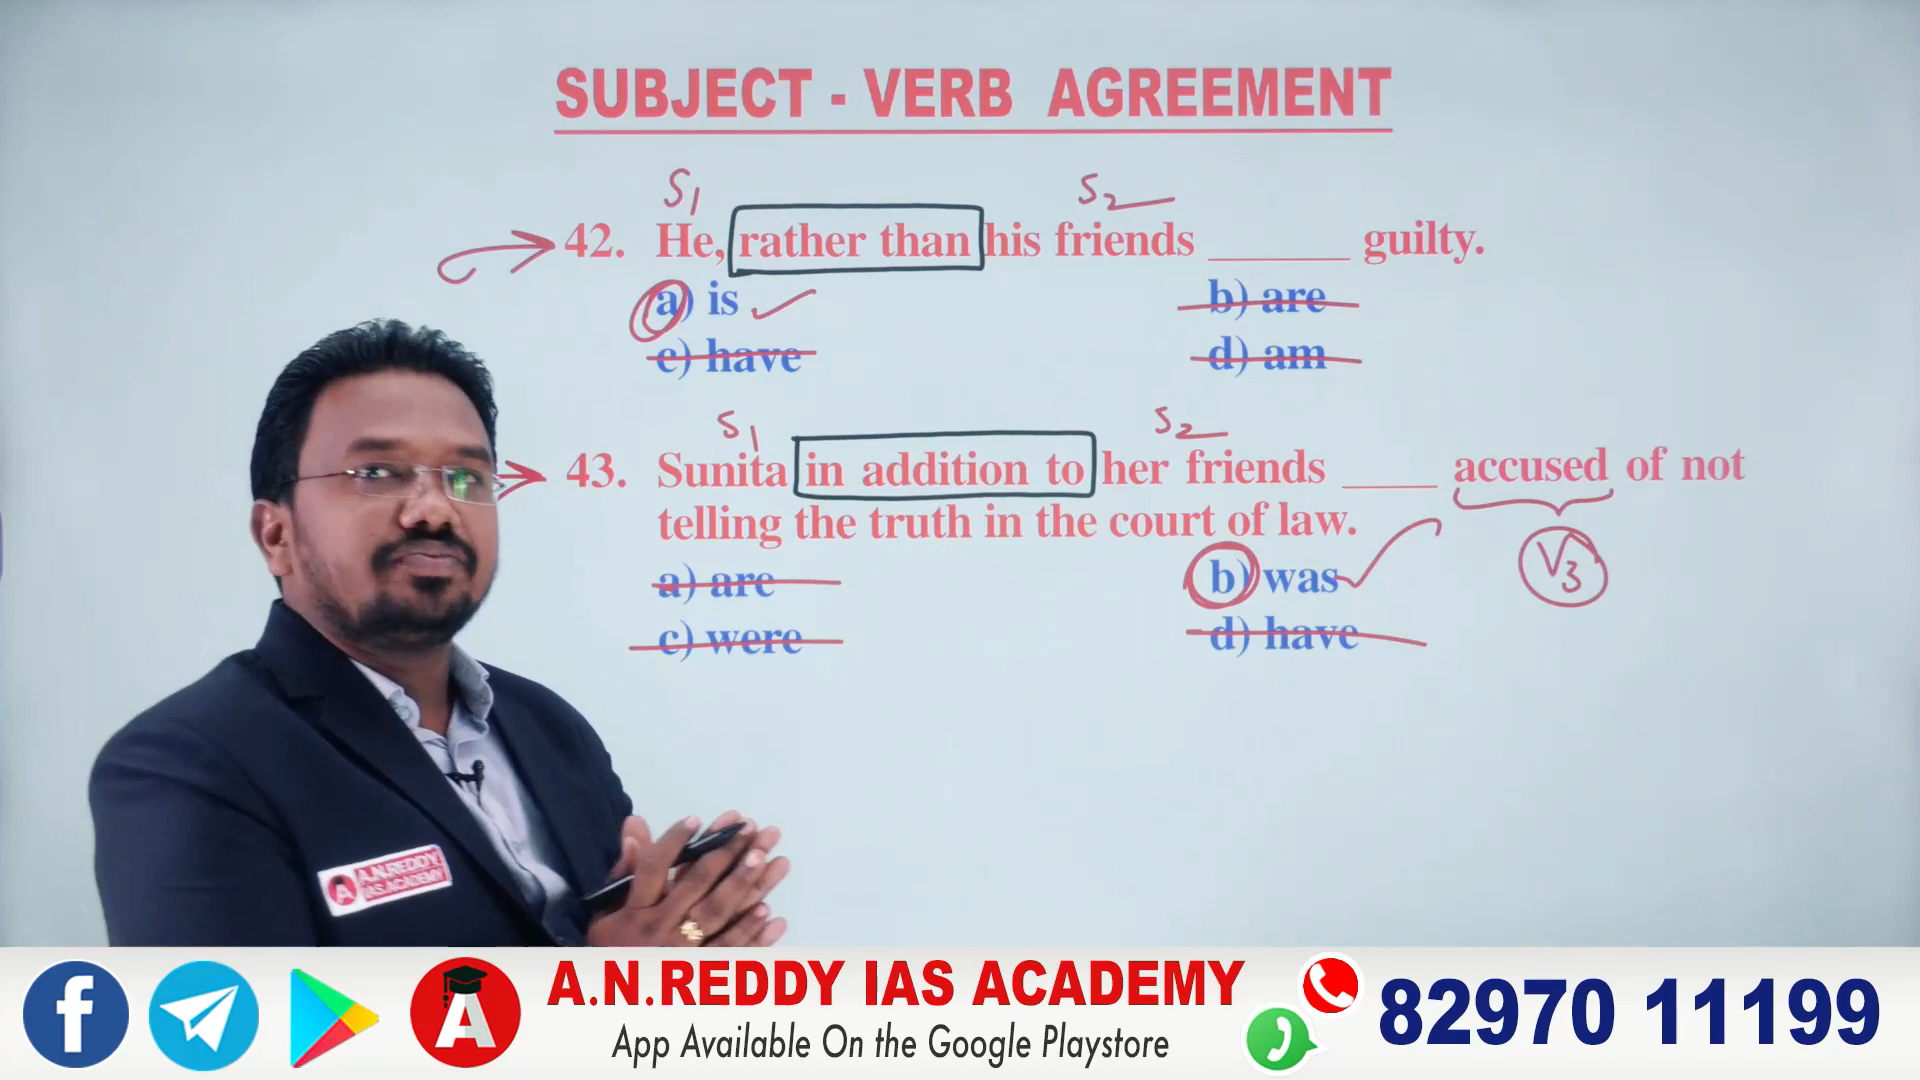 SUBJECT - VERB AGREEMENT
S1 S2
42. He, rather than his friends ______ guilty.
a) is b) are
c) have d) am
S1 S2
43. Sunita in addition to her friends ____ accused of not
telling the truth in the court of law.
V3
a) are b) was
c) were d) have
A.N.REDDY
IAS ACADEMY
A.N.REDDY IAS ACADEMY
App Available On the Google Playstore
82970 11199